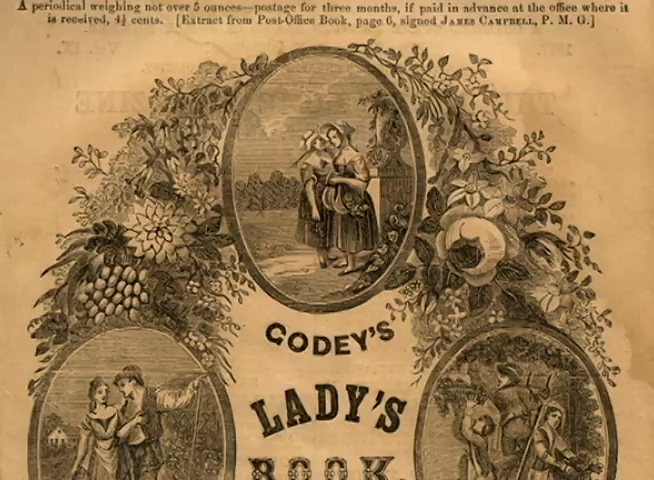 A periodical weighing not over 5 ounces—postage for three months, if paid in advance at the office where it
is received, 4½ cents. [Extract from Post-Office Book, page 6, signed JAMES CAMPBELL, P. M. G.]
GODEY'S
LADY'S
BOOK.